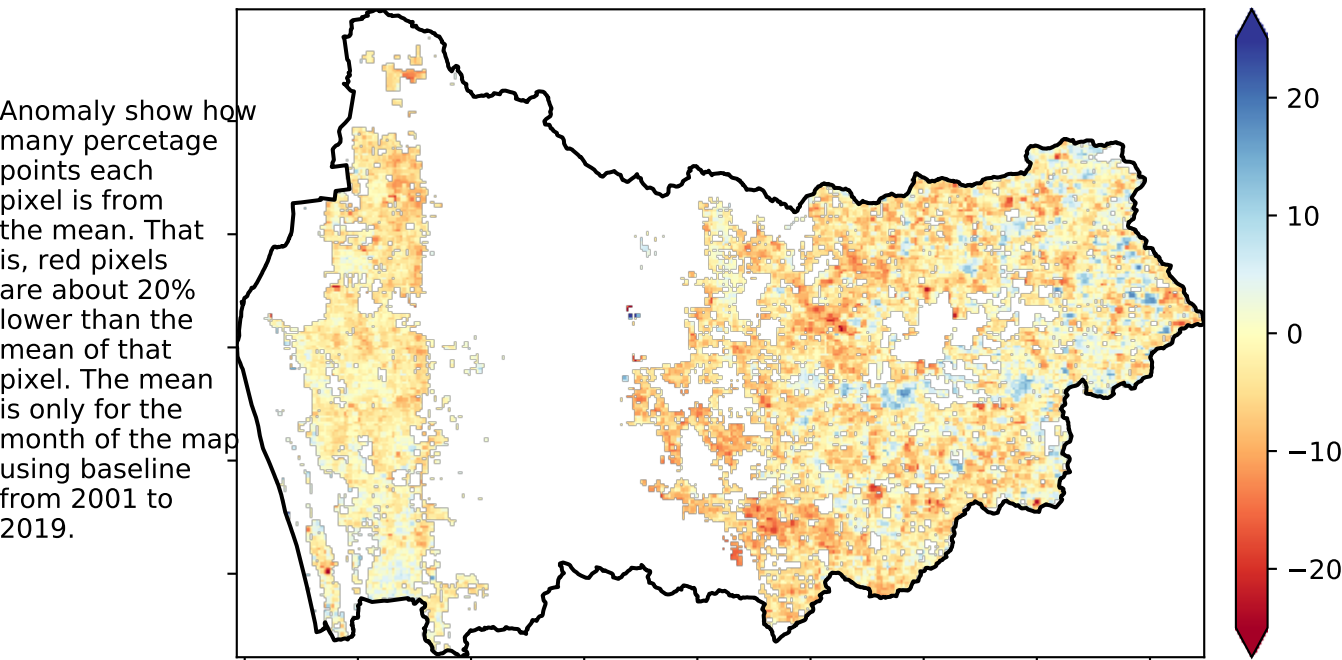 Anomaly show how
many percetage
points each
pixel is from
the mean. That
is, red pixels
are about 20%
lower than the
mean of that
pixel. The mean
is only for the
month of the map
using baseline
from 2001 to
2019.
20
10
0
−10
−20